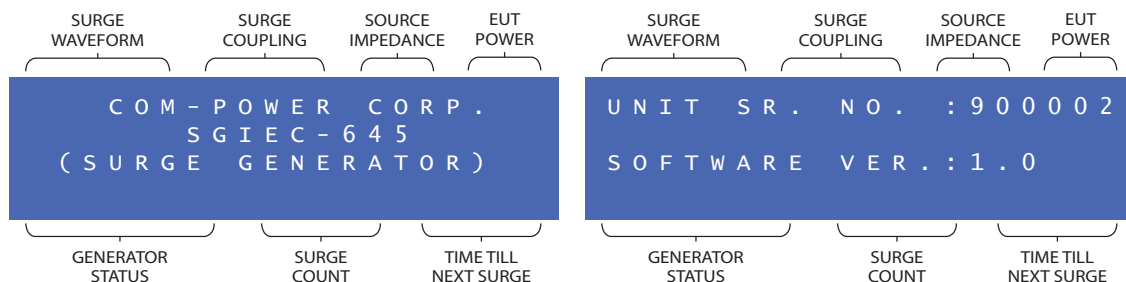 SURGE WAVEFORM
SURGE COUPLING
SOURCE IMPEDANCE
EUT POWER
COM-POWER CORP.
SGIEC-645
(SURGE GENERATOR)
GENERATOR STATUS
SURGE COUNT
TIME TILL NEXT SURGE
SURGE WAVEFORM
SURGE COUPLING
SOURCE IMPEDANCE
EUT POWER
UNIT SR. NO. :900002
SOFTWARE VER.:1.0
GENERATOR STATUS
SURGE COUNT
TIME TILL NEXT SURGE